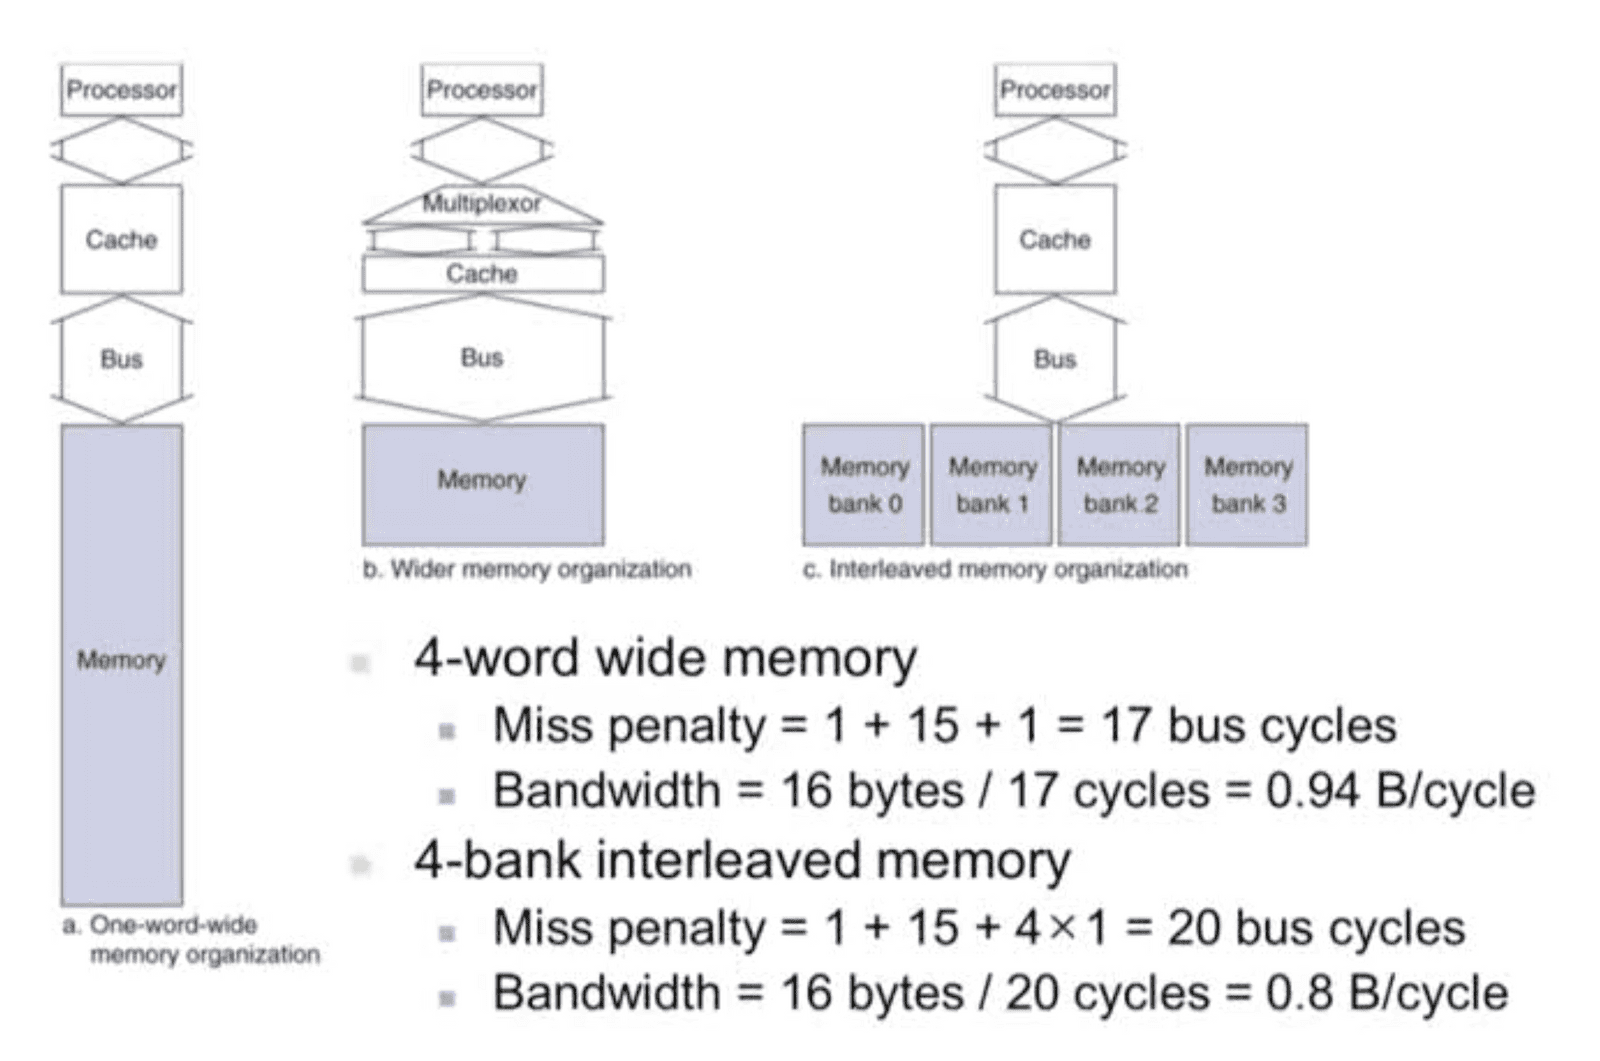 Processor
Cache
Bus
Memory
a. One-word-wide
memory organization
Processor
Multiplexor
Cache
Bus
Memory
b. Wider memory organization
Processor
Cache
Bus
Memory
bank 0
Memory
bank 1
Memory
bank 2
Memory
bank 3
c. Interleaved memory organization
4-word wide memory
Miss penalty = 1 + 15 + 1 = 17 bus cycles
Bandwidth = 16 bytes / 17 cycles = 0.94 B/cycle
4-bank interleaved memory
Miss penalty = 1 + 15 + 4×1 = 20 bus cycles
Bandwidth = 16 bytes / 20 cycles = 0.8 B/cycle